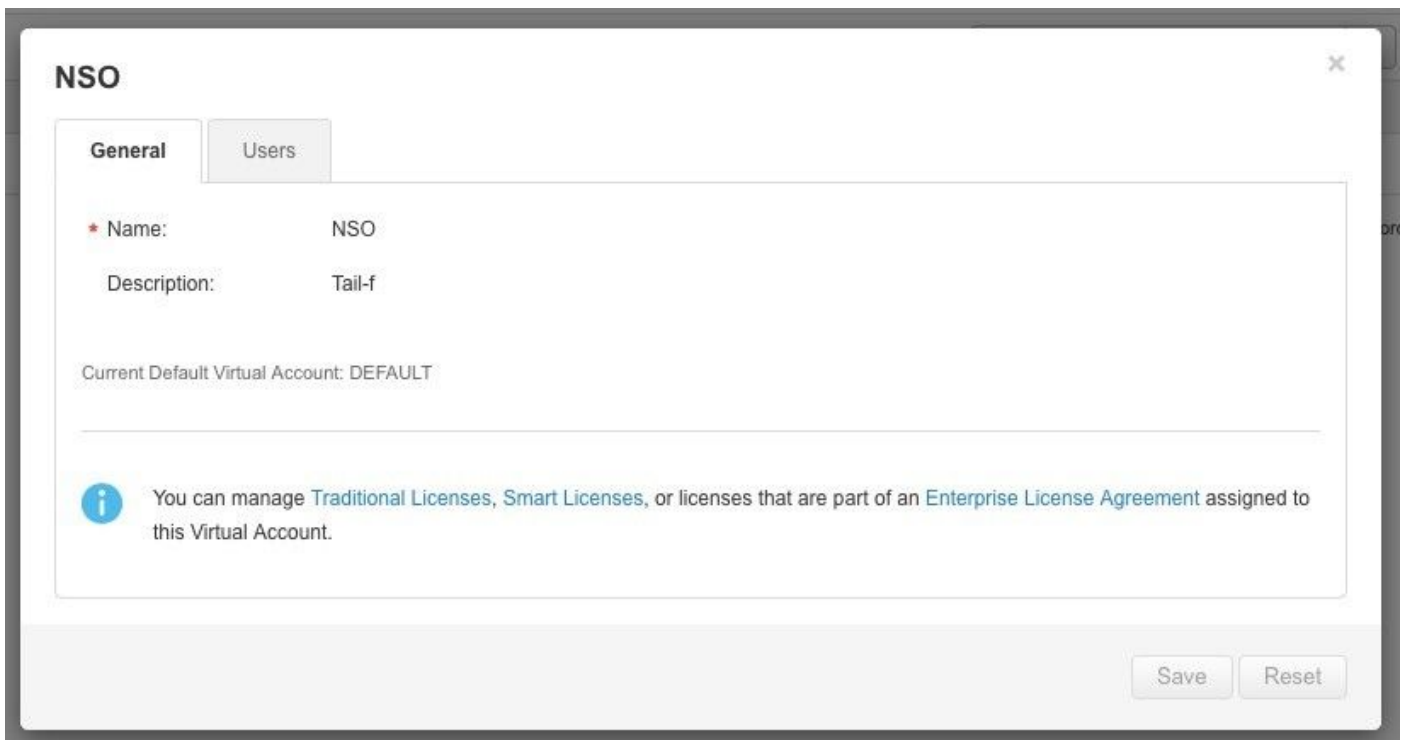 NSO
×
General
Users
* Name:
NSO
Description:
Tail-f
Current Default Virtual Account: DEFAULT
You can manage Traditional Licenses, Smart Licenses, or licenses that are part of an Enterprise License Agreement assigned to
this Virtual Account.
Save
Reset